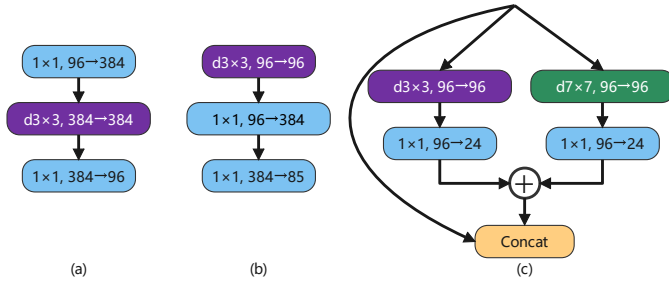 1×1, 96→384
d3×3, 384→384
1×1, 384→96
(a)
d3×3, 96→96
1×1, 96→384
1×1, 384→85
(b)
d3×3, 96→96
d7×7, 96→96
1×1, 96→24
1×1, 96→24
+
Concat
(c)